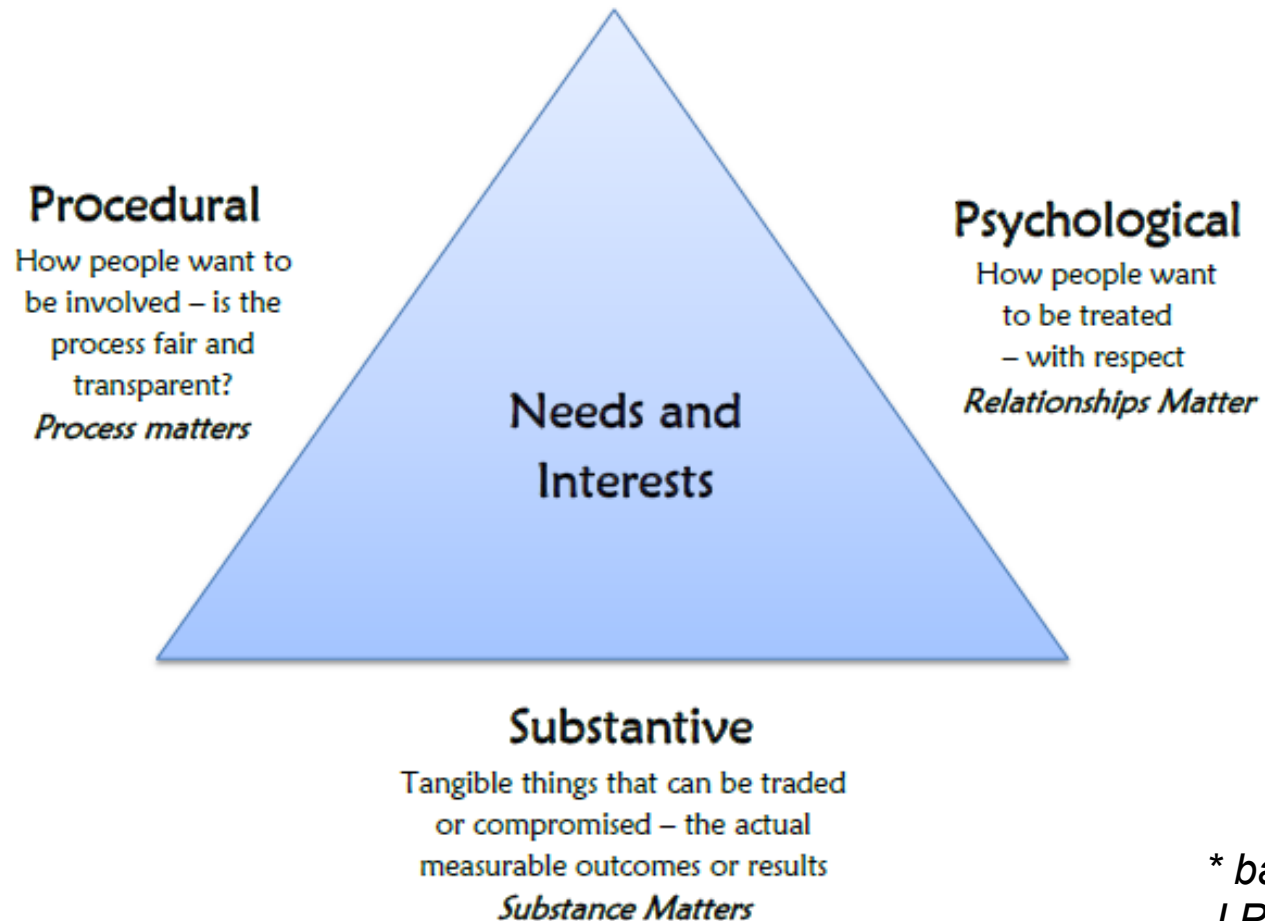 Procedural
How people want to
be involved – is the
process fair and
transparent?
Process matters
Psychological
How people want
to be treated
– with respect
Relationships Matter
Needs and
Interests
Substantive
Tangible things that can be traded
or compromised – the actual
measurable outcomes or results
Substance Matters
*